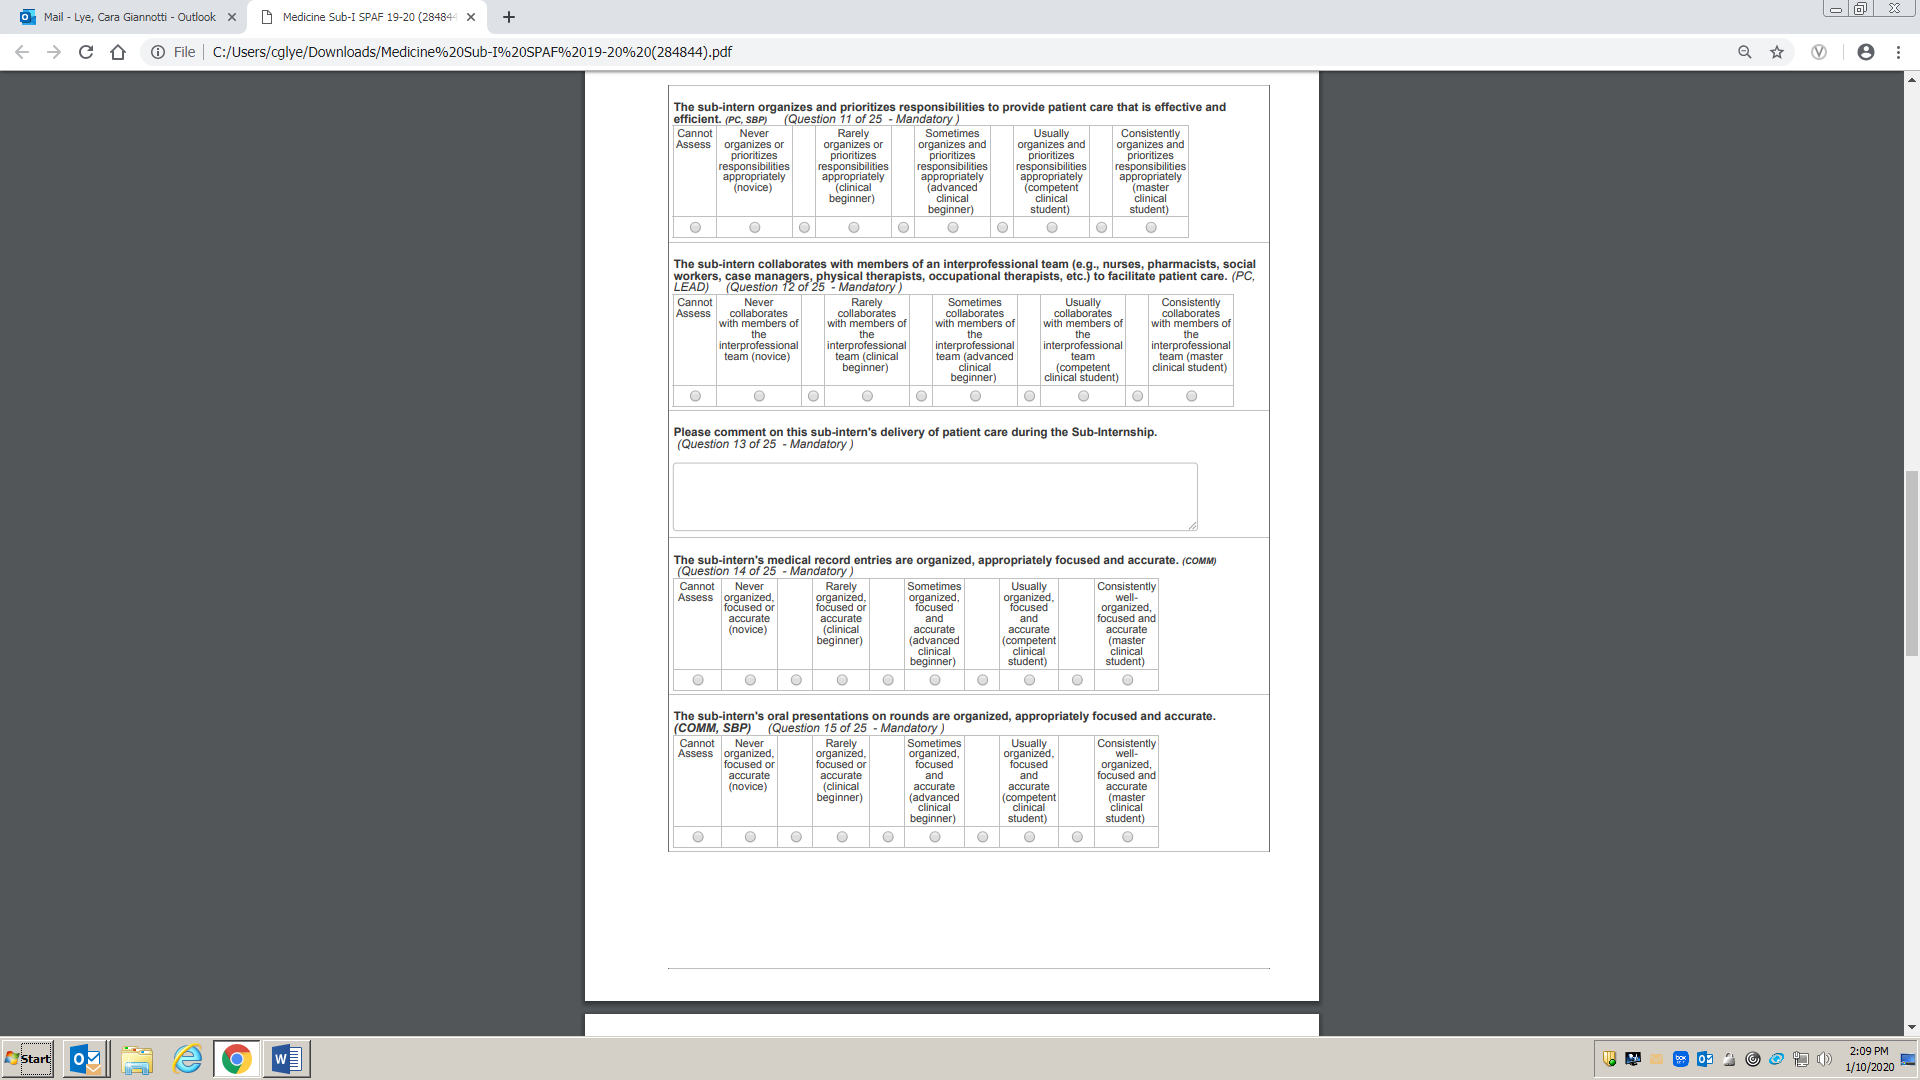 Mail - Lye, Cara Giannotti - Outlook
Medicine Sub-I SPAF 19-20 (284844
File
C:/Users/cglye/Downloads/Medicine%20Sub-I%20SPAF%2019-20%20(284844).pdf
The sub-intern organizes and prioritizes responsibilities to provide patient care that is effective and
efficient. (PC, SBP) (Question 11 of 25 - Mandatory )
Cannot
Assess
Never
organizes or
prioritizes
responsibilities
appropriately
(novice)
Rarely
organizes or
prioritizes
responsibilities
appropriately
(clinical
beginner)
Sometimes
organizes and
prioritizes
responsibilities
appropriately
(advanced
clinical
beginner)
Usually
organizes and
prioritizes
responsibilities
appropriately
(competent
clinical
student)
Consistently
organizes and
prioritizes
responsibilities
appropriately
(master
clinical
student)
The sub-intern collaborates with members of an interprofessional team (e.g., nurses, pharmacists, social
workers, case managers, physical therapists, occupational therapists, etc.) to facilitate patient care. (PC,
LEAD) (Question 12 of 25 - Mandatory )
Cannot
Assess
Never
collaborates
with members of
the
interprofessional
team (novice)
Rarely
collaborates
with members of
the
interprofessional
team (clinical
beginner)
Sometimes
collaborates
with members of
the
interprofessional
team (advanced
clinical
beginner)
Usually
collaborates
with members of
the
interprofessional
team
(competent
clinical student)
Consistently
collaborates
with members of
the
interprofessional
team (master
clinical student)
Please comment on this sub-intern's delivery of patient care during the Sub-Internship.
(Question 13 of 25 - Mandatory )
The sub-intern's medical record entries are organized, appropriately focused and accurate. (COMM)
(Question 14 of 25 - Mandatory )
Cannot
Assess
Never
organized,
focused or
accurate
(novice)
Rarely
organized,
focused or
accurate
(clinical
beginner)
Sometimes
organized,
focused
and
accurate
(advanced
clinical
beginner)
Usually
organized,
focused
and
accurate
(competent
clinical
student)
Consistently
well-
organized,
focused and
accurate
(master
clinical
student)
The sub-intern's oral presentations on rounds are organized, appropriately focused and accurate.
(COMM, SBP) (Question 15 of 25 - Mandatory )
Cannot
Assess
Never
organized,
focused or
accurate
(novice)
Rarely
organized,
focused or
accurate
(clinical
beginner)
Sometimes
organized,
focused
and
accurate
(advanced
clinical
beginner)
Usually
organized,
focused
and
accurate
(competent
clinical
student)
Consistently
well-
organized,
focused and
accurate
(master
clinical
student)
Start
2:09 PM
1/10/2020